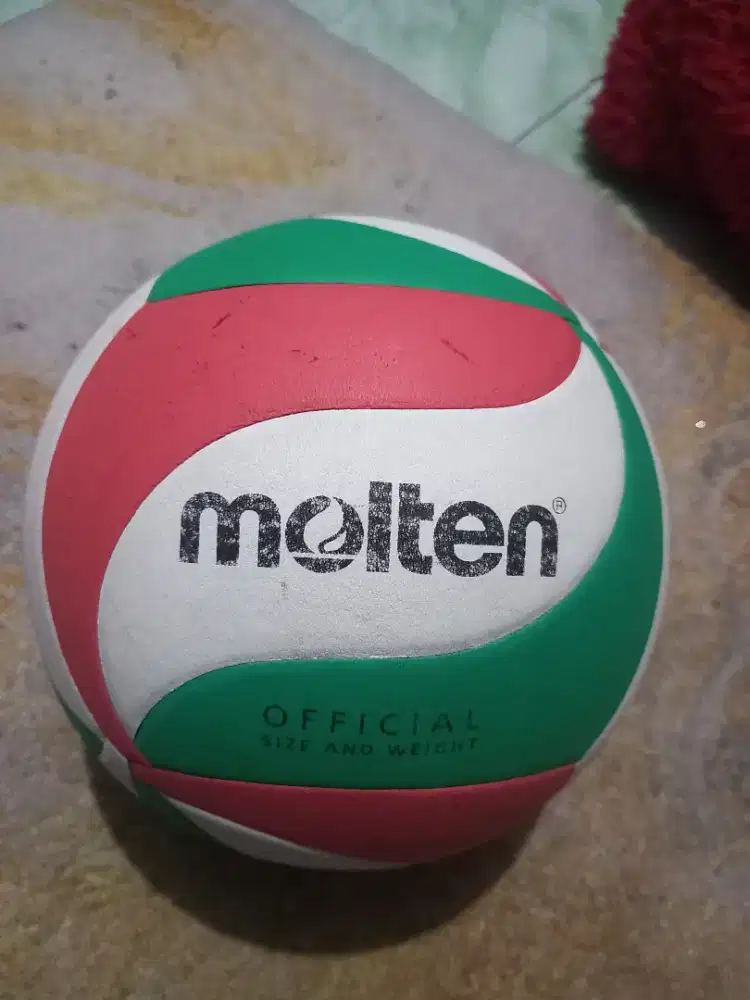 molten®
OFFICIAL
SIZE AND WEIGHT